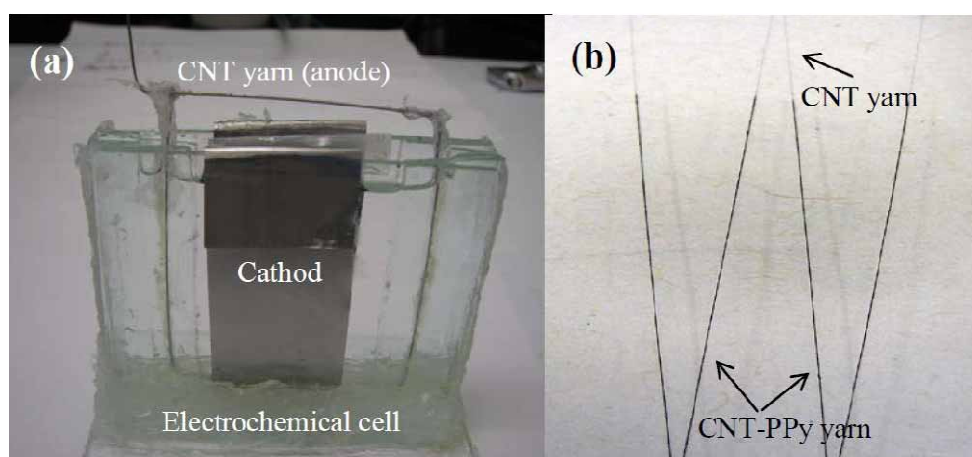 (a)
CNT yarn (anode)
Cathod
Electrochemical cell
(b)
CNT yarn
CNT-PPy yarn